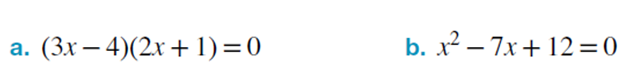 a. (3x – 4)(2x + 1) = 0 b. x² – 7x + 12 = 0